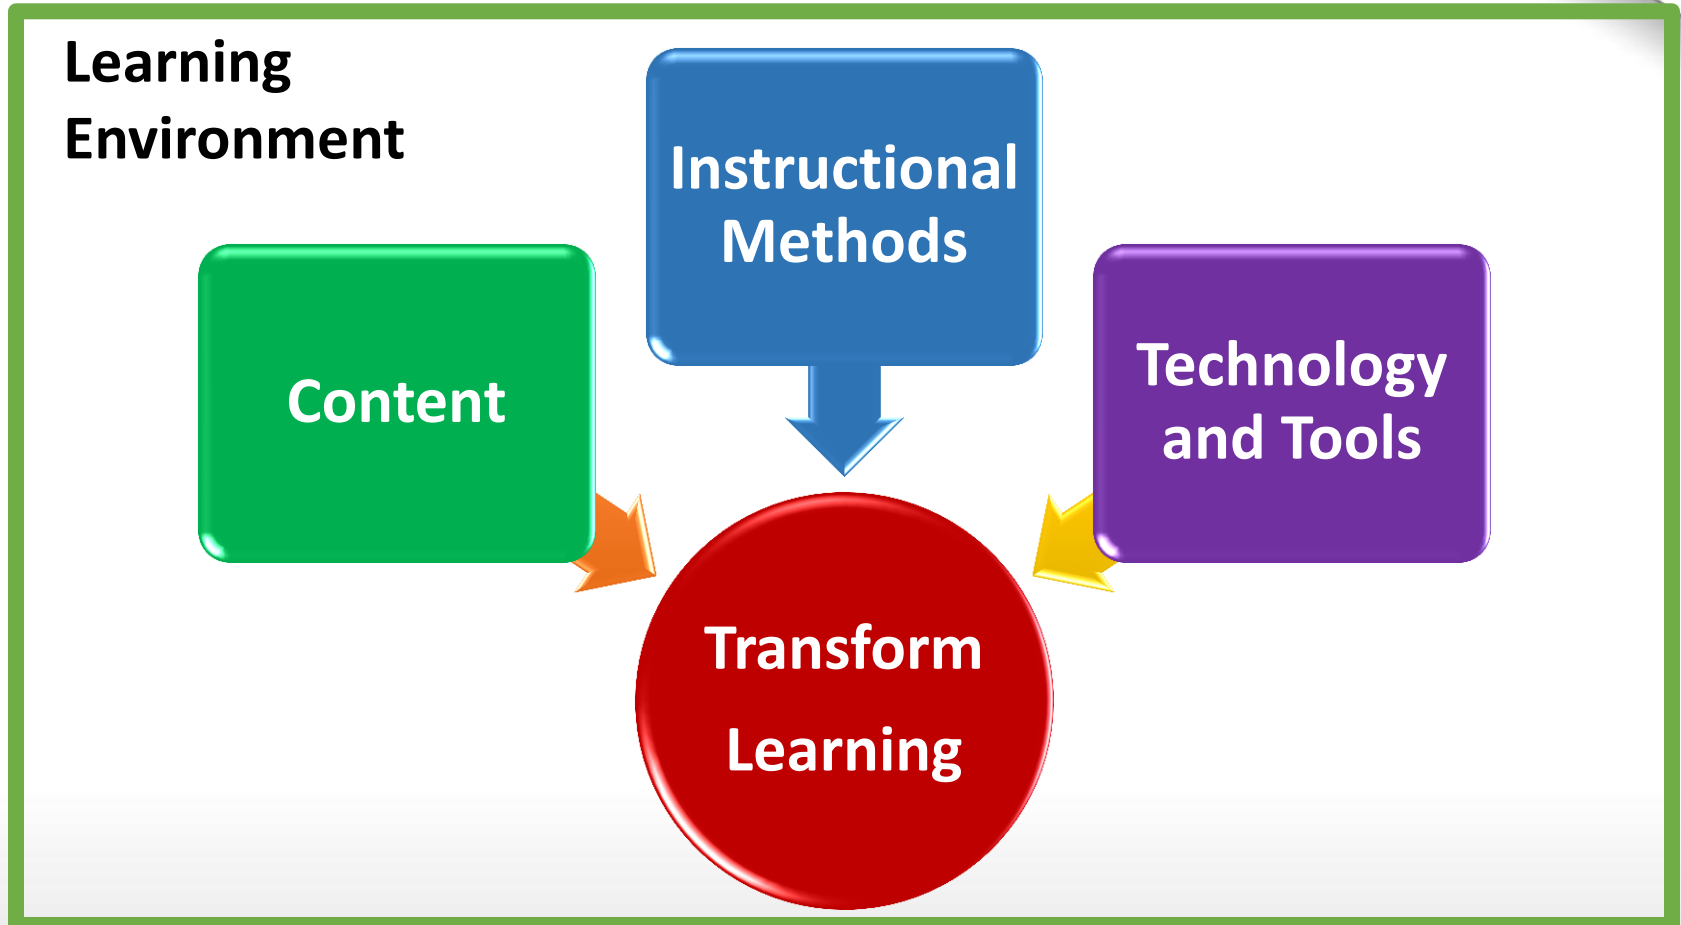 Learning
Environment
Instructional
Methods
Content
Technology
and Tools
Transform
Learning